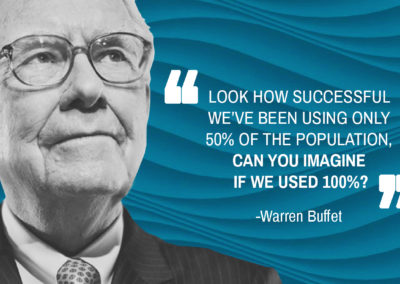 LOOK HOW SUCCESSFUL
WE'VE BEEN USING ONLY
50% OF THE POPULATION,
CAN YOU IMAGINE
IF WE USED 100%?
-Warren Buffet